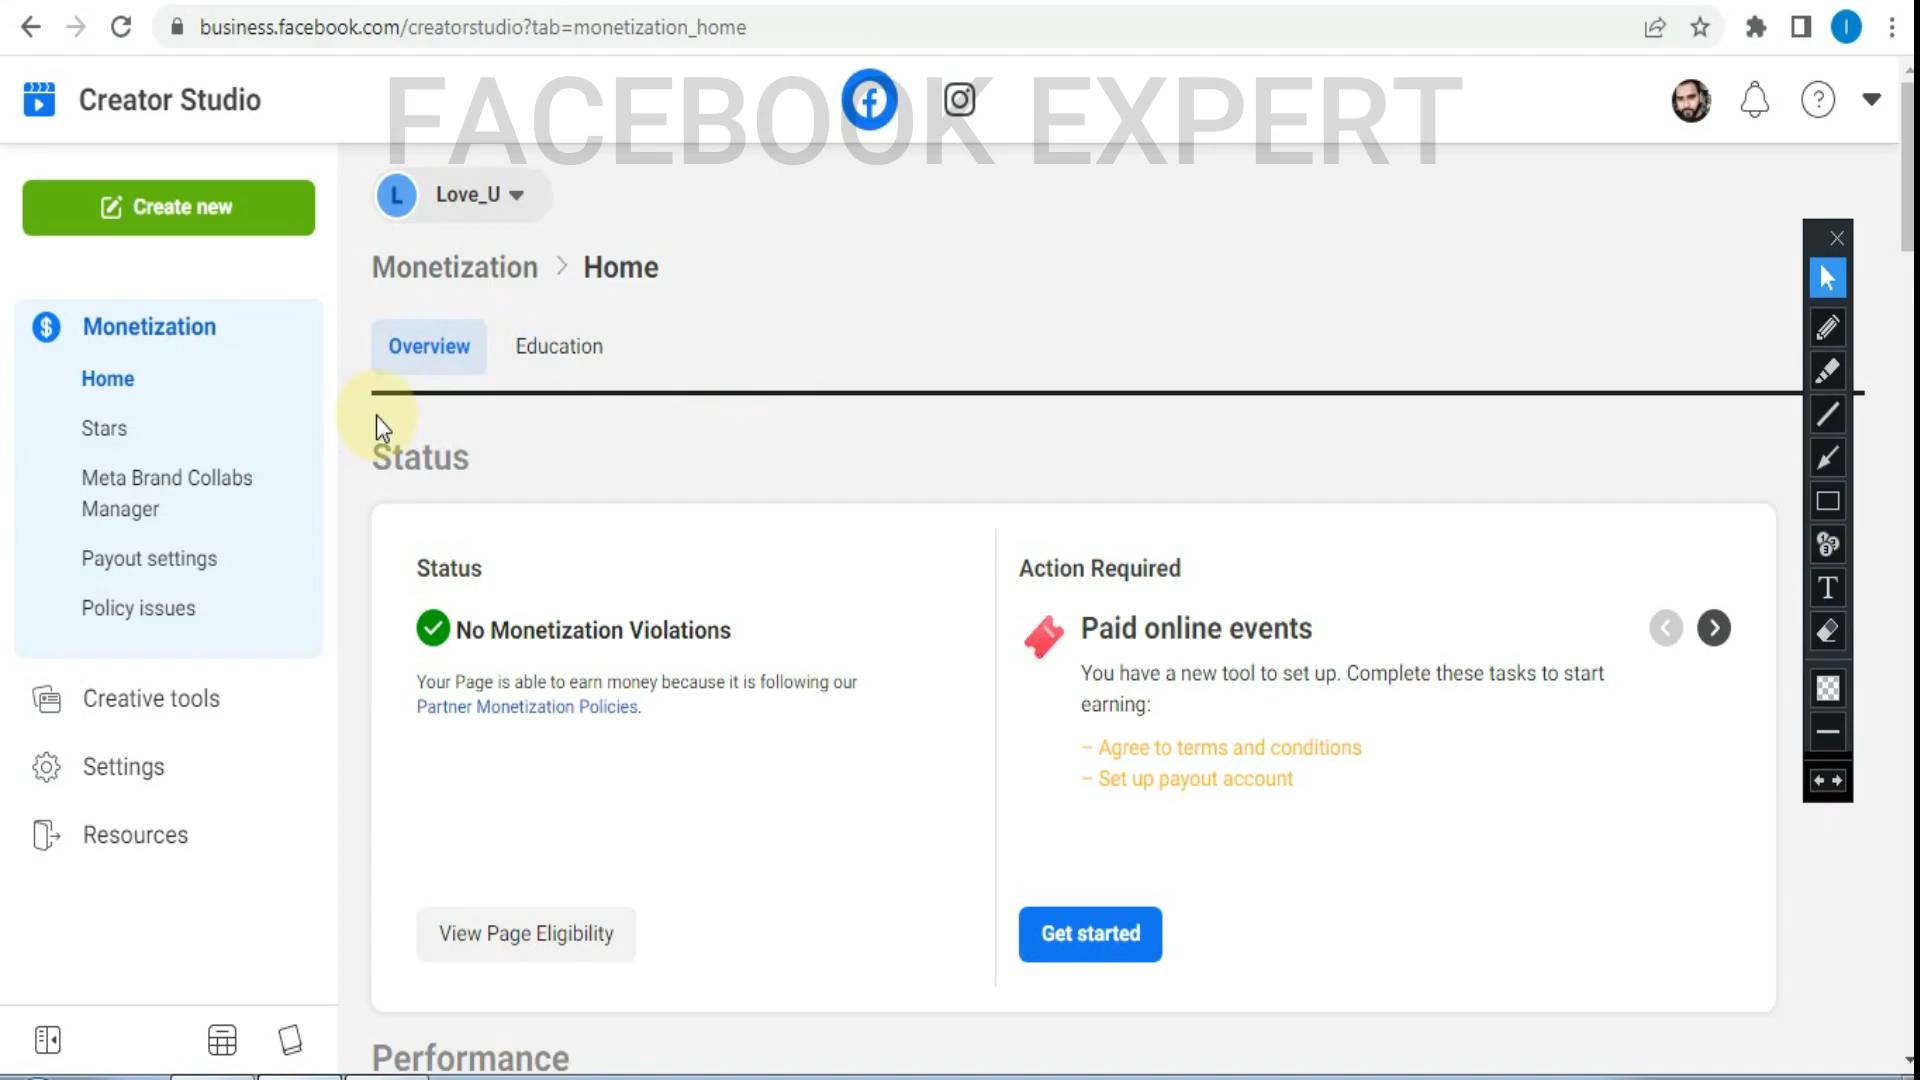 business.facebook.com/creatorstudio?tab=monetization_home
I
Creator Studio
FACEBOOK EXPERT
Create new
L
Love_U
Monetization
Home
Overview
Education
Monetization
Home
Stars
Meta Brand Collabs
Manager
Payout settings
Policy issues
Creative tools
Settings
Resources
Status
Status
No Monetization Violations
Your Page is able to earn money because it is following our
Partner Monetization Policies.
View Page Eligibility
Action Required
Paid online events
You have a new tool to set up. Complete these tasks to start
earning:
– Agree to terms and conditions
– Set up payout account
Get started
T
Performance